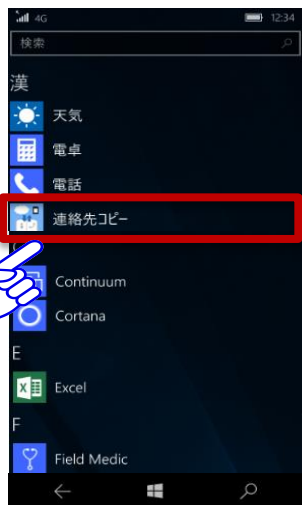 4G 12:34
検索
漢
天気
電卓
電話
連絡先コピー
Continuum
Cortana
E
Excel
F
Field Medic